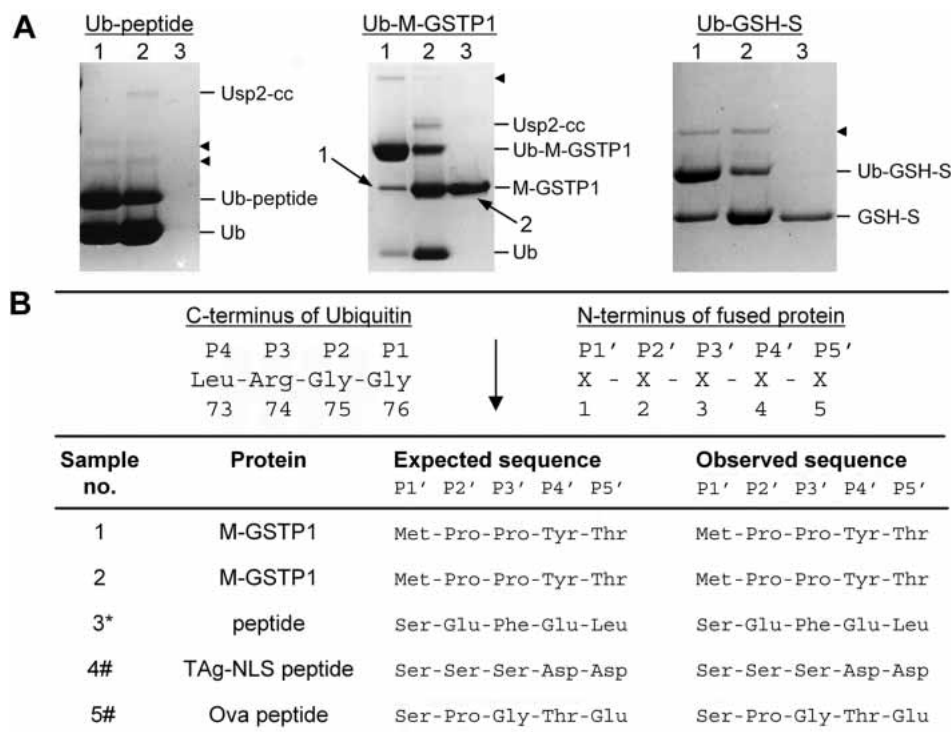 A
Ub-peptide
1 2 3
Usp2-cc
Ub-peptide
Ub
Ub-M-GSTP1
1 2 3
1
Usp2-cc
Ub-M-GSTP1
M-GSTP1
2
Ub
Ub-GSH-S
1 2 3
Ub-GSH-S
GSH-S
B
C-terminus of Ubiquitin N-terminus of fused protein
P4 P3 P2 P1 P1' P2' P3' P4' P5'
Leu-Arg-Gly-Gly X - X - X - X - X
73 74 75 76 1 2 3 4 5
Sample no. Protein Expected sequence Observed sequence
P1' P2' P3' P4' P5' P1' P2' P3' P4' P5'
1 M-GSTP1 Met-Pro-Pro-Tyr-Thr Met-Pro-Pro-Tyr-Thr
2 M-GSTP1 Met-Pro-Pro-Tyr-Thr Met-Pro-Pro-Tyr-Thr
3* peptide Ser-Glu-Phe-Glu-Leu Ser-Glu-Phe-Glu-Leu
4# TAg-NLS peptide Ser-Ser-Ser-Asp-Asp Ser-Ser-Ser-Asp-Asp
5# Ova peptide Ser-Pro-Gly-Thr-Glu Ser-Pro-Gly-Thr-Glu